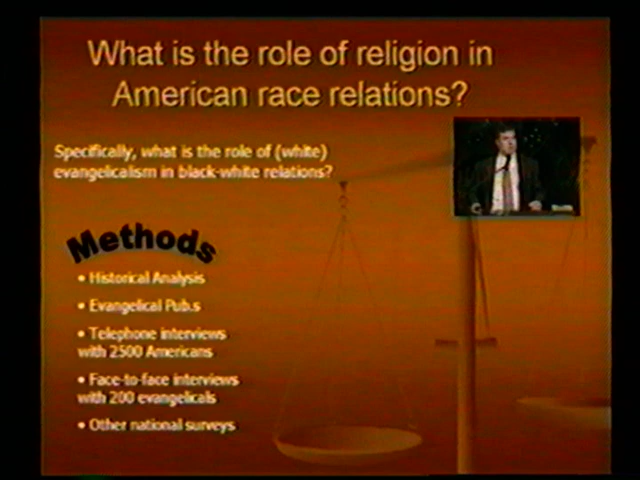 What is the role of religion in
American race relations?
Specifically, what is the role of (white)
evangelicalism in black-white relations?
Methods
• Historical Analysis
• Evangelical Pub.s
• Telephone interviews
with 2500 Americans
• Face-to-face interviews
with 200 evangelicals
• Other national surveys